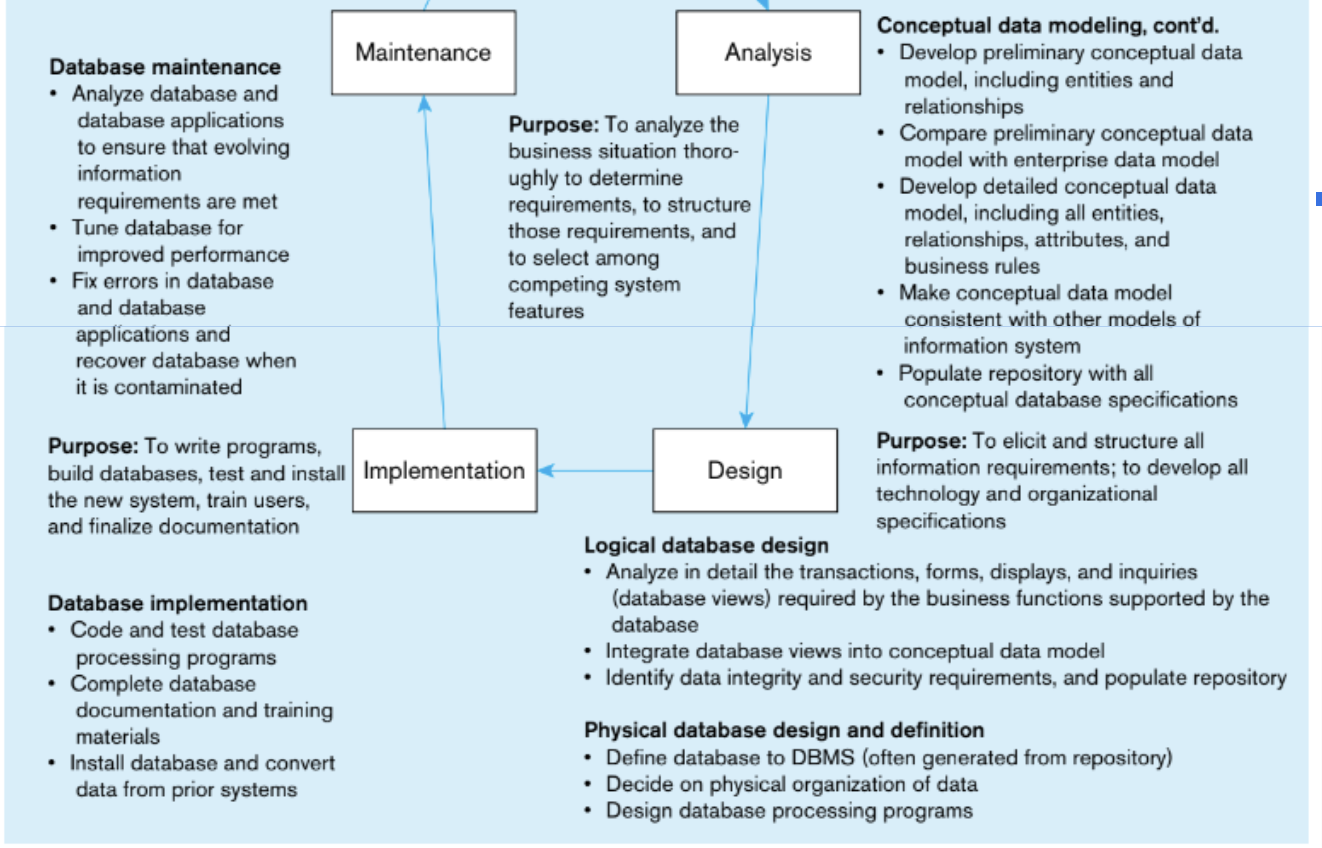 Maintenance
Analysis
Database maintenance
• Analyze database and
database applications
to ensure that evolving
information
requirements are met
• Tune database for
improved performance
• Fix errors in database
and database
applications and
recover database when
it is contaminated
Purpose: To analyze the
business situation thoro-
ughly to determine
requirements, to structure
those requirements, and
to select among
competing system
features
Conceptual data modeling, cont'd.
• Develop preliminary conceptual data
model, including entities and
relationships
• Compare preliminary conceptual data
model with enterprise data model
• Develop detailed conceptual data
model, including all entities,
relationships, attributes, and
business rules
• Make conceptual data model
consistent with other models of
information system
• Populate repository with all
conceptual database specifications
Purpose: To write programs,
build databases, test and install
the new system, train users,
and finalize documentation
Implementation
Design
Purpose: To elicit and structure all
information requirements; to develop all
technology and organizational
specifications
Database implementation
• Code and test database
processing programs
• Complete database
documentation and training
materials
• Install database and convert
data from prior systems
Logical database design
• Analyze in detail the transactions, forms, displays, and inquiries
(database views) required by the business functions supported by the
database
• Integrate database views into conceptual data model
• Identify data integrity and security requirements, and populate repository
Physical database design and definition
• Define database to DBMS (often generated from repository)
• Decide on physical organization of data
• Design database processing programs